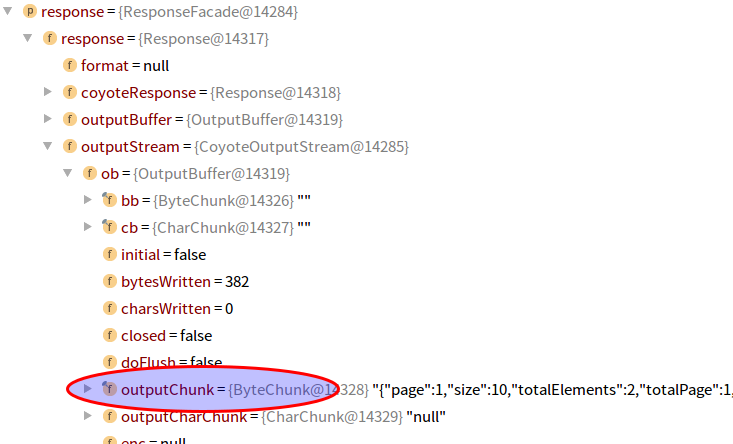 p response = {ResponseFacade@14284}
f response = {Response@14317}
f format = null
f coyoteResponse = {Response@14318}
f outputBuffer = {OutputBuffer@14319}
f outputStream = {CoyoteOutputStream@14285}
f ob = {OutputBuffer@14319}
f bb = {ByteChunk@14326} ""
f cb = {CharChunk@14327} ""
f initial = false
f bytesWritten = 382
f charsWritten = 0
f closed = false
f doFlush = false
f outputChunk = {ByteChunk@14328} "{"page":1,"size":10,"totalElements":2,"totalPage":1,
f outputCharChunk = {CharChunk@14329} "null"
f enc = null